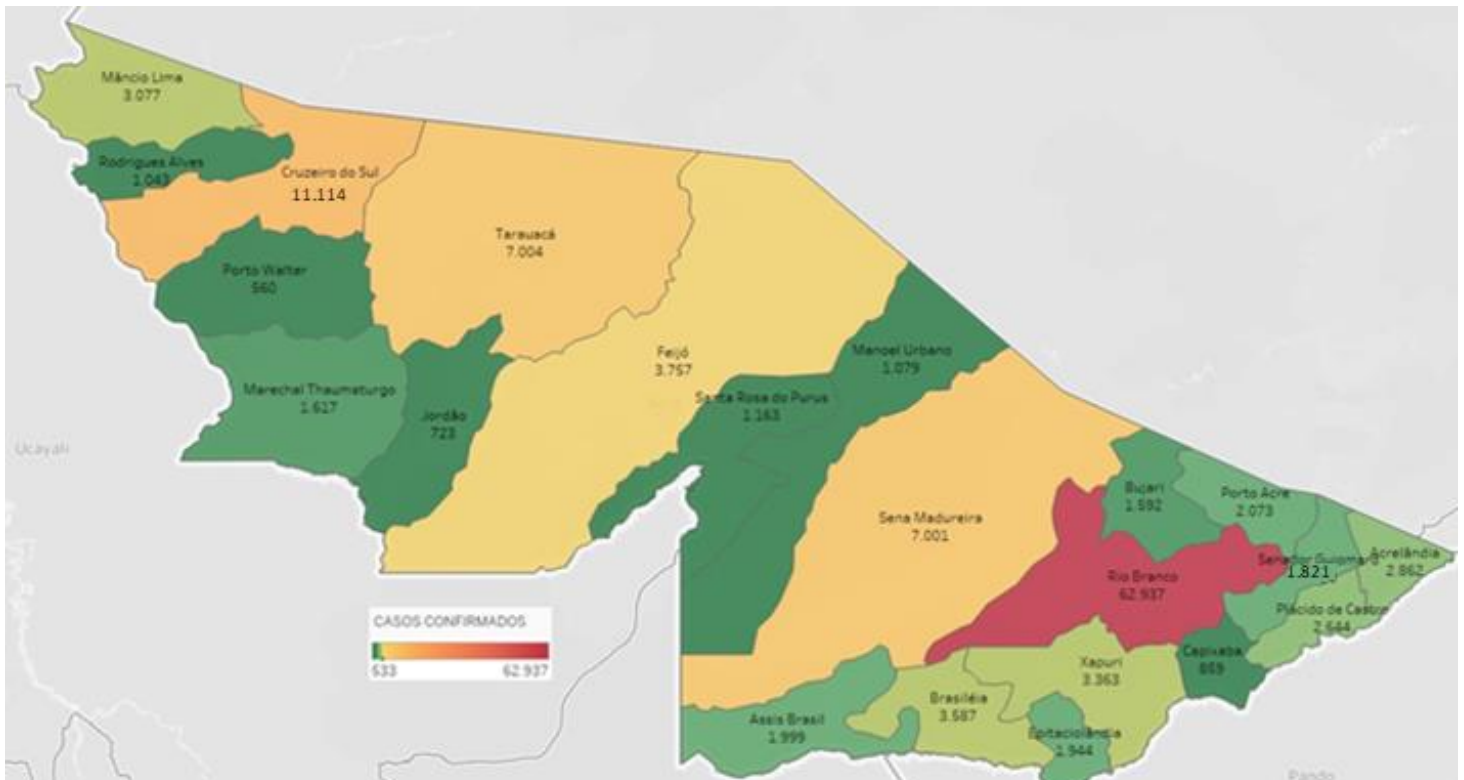 Mâncio Lima
3.077
Rodrigues Alves
1.043
Cruzeiro do Sul
11.114
Tarauacá
7.004
Porto Walter
560
Feijó
3.757
Manoel Urbano
1.079
Marechal Thaumaturgo
1.617
Jordão
723
Santa Rosa do Purus
1.163
Ucayali
Sena Madureira
7.001
Bujari
1.592
Porto Acre
2.073
Senador Guiomard
1.821
Acrelândia
2.862
Rio Branco
62.937
Plácido de Castro
2.644
CASOS CONFIRMADOS
533
62.937
Capixaba
869
Xapuri
3.363
Brasiléia
3.587
Assis Brasil
1.999
Epitaciolândia
1.944
Pando